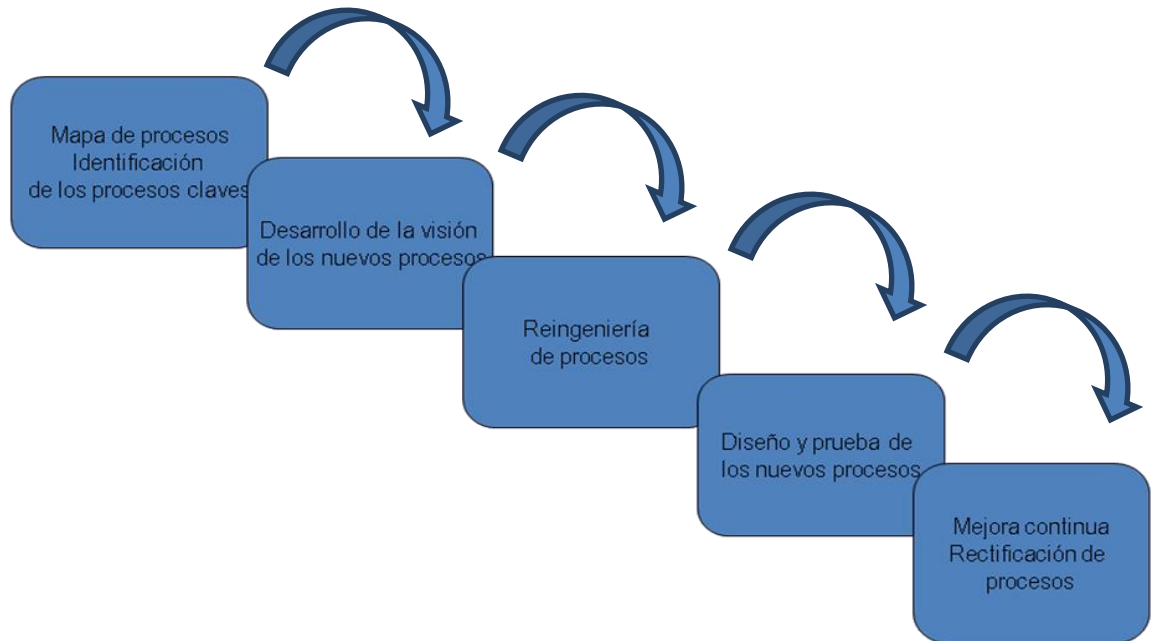 Mapa de procesos
Identificación
de los procesos claves
Desarrollo de la visión
de los nuevos procesos
Reingeniería
de procesos
Diseño y prueba de
los nuevos procesos
Mejora continua
Rectificación de
procesos